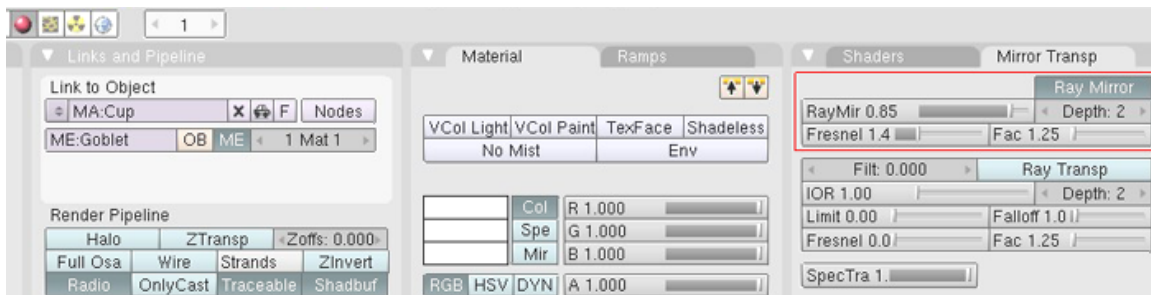 1
Links and Pipeline
Link to Object
MA:Cup
X
F
Nodes
ME:Goblet
OB
ME
1 Mat 1
Render Pipeline
Halo
ZTransp
Zoffs: 0.000
Full Osa
Wire
Strands
ZInvert
Radio
OnlyCast
Traceable
Shadbuf
Material
Ramps
VCol Light
VCol Paint
TexFace
Shadeless
No Mist
Env
Col
R 1.000
Spe
G 1.000
Mir
B 1.000
RGB
HSV
DYN
A 1.000
Shaders
Mirror Transp
Ray Mirror
RayMir 0.85
Depth: 2
Fresnel 1.4
Fac 1.25
Filt: 0.000
Ray Transp
IOR 1.00
Depth: 2
Limit 0.00
Falloff 1.0
Fresnel 0.0
Fac 1.25
SpecTra 1.